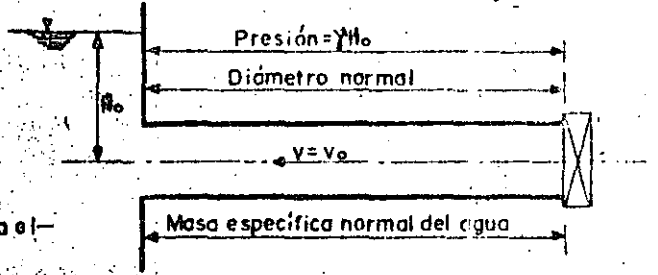 Presión=γH₀
Diámetro normal
H₀
v=v₀
Masa específica normal del agua